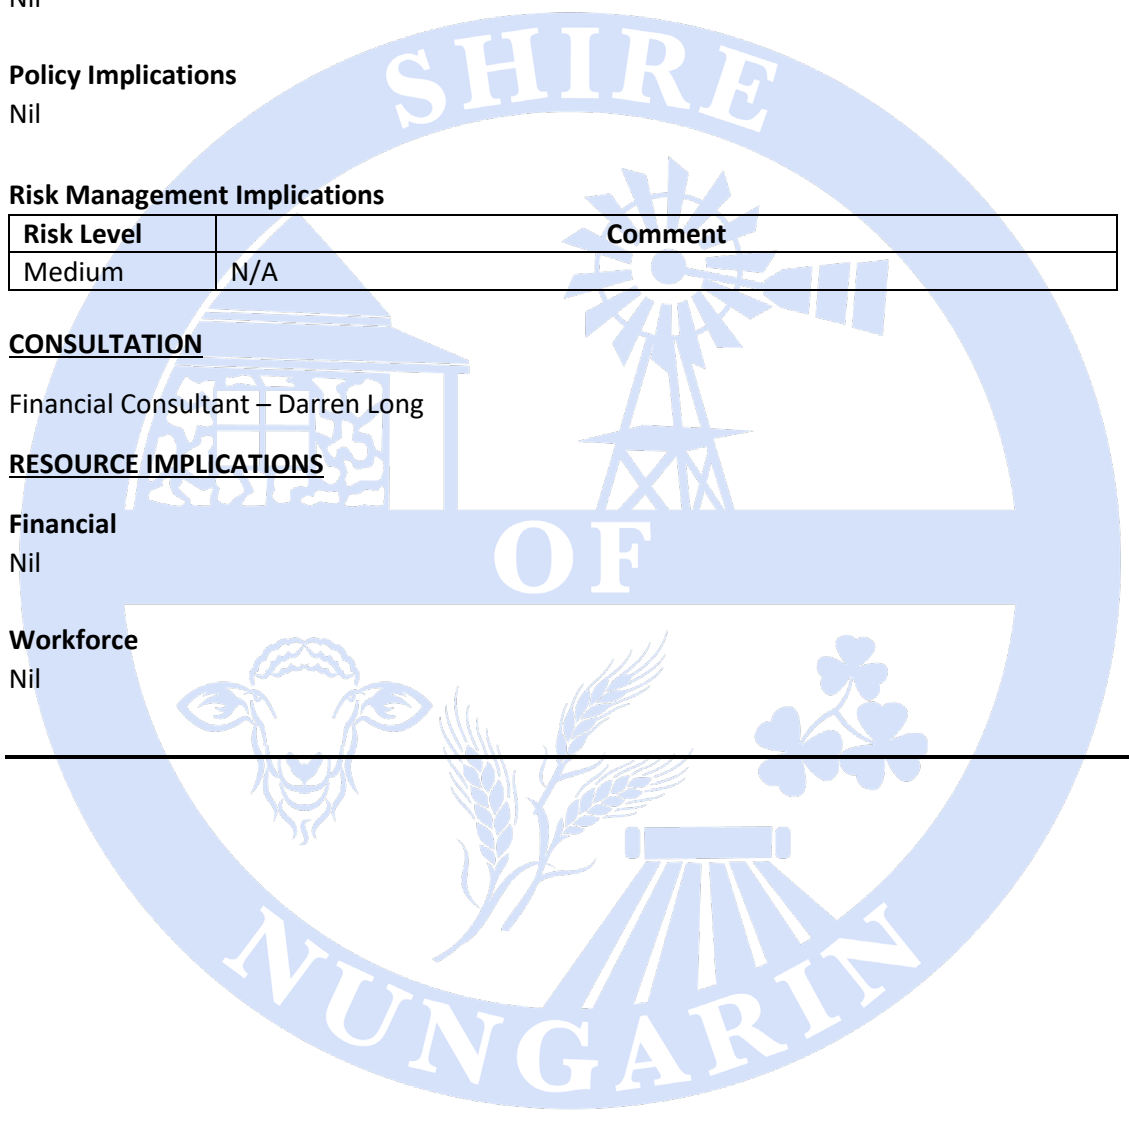 Nil
Policy Implications
Nil
Risk Management Implications
Risk Level Comment
Medium N/A
CONSULTATION
Financial Consultant – Darren Long
RESOURCE IMPLICATIONS
Financial
Nil
Workforce
Nil
SHIRE
OF
NUNGARIN